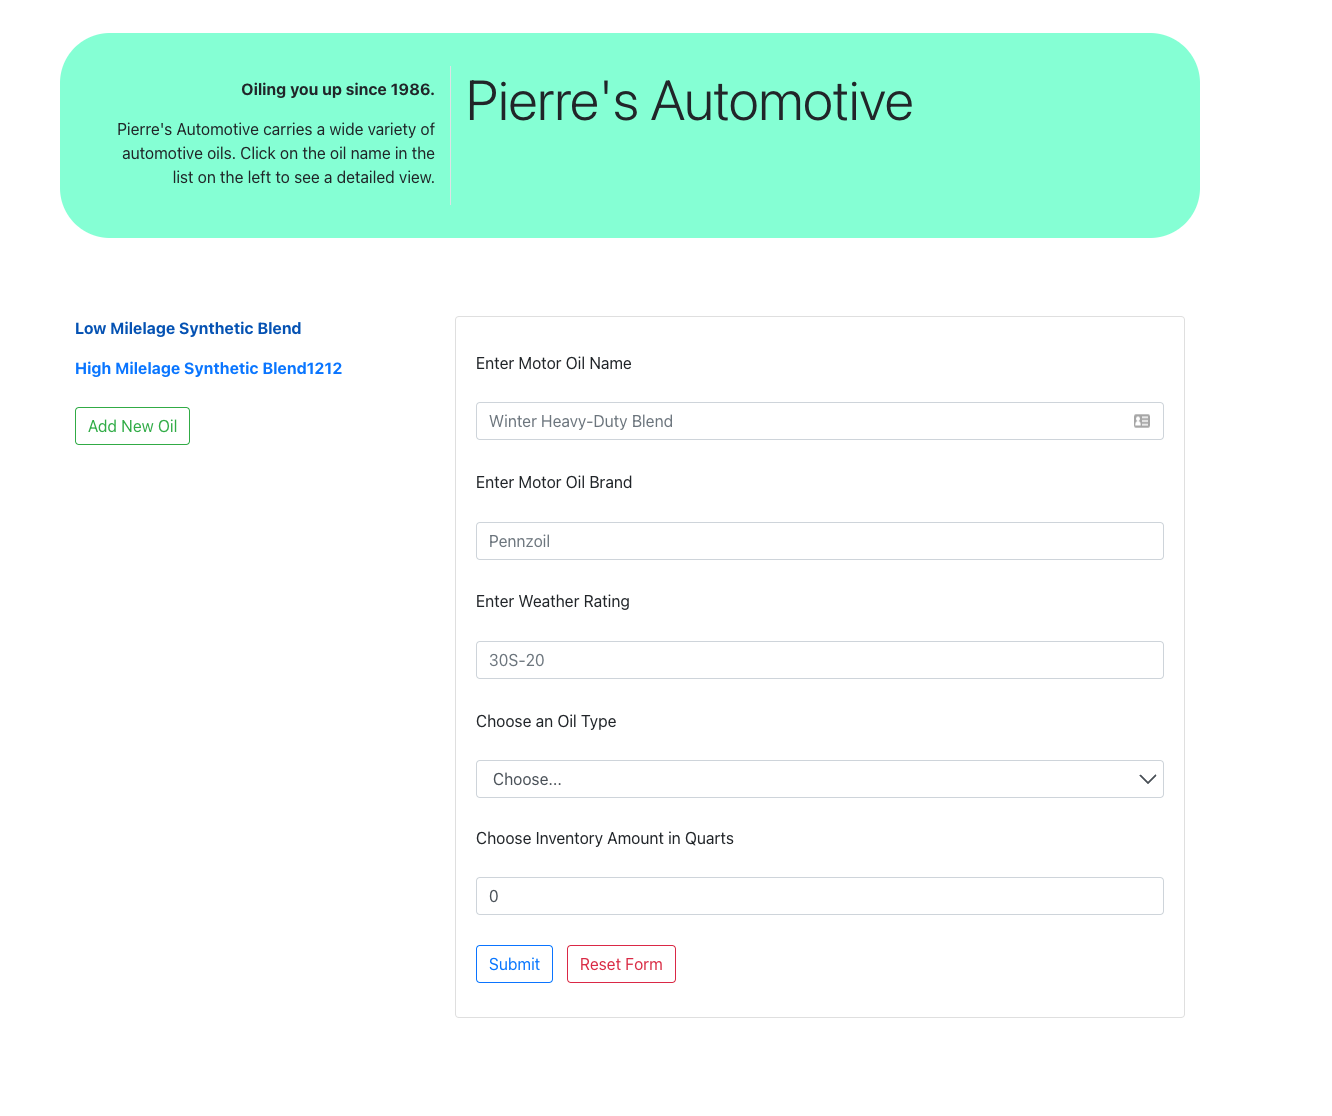 Oiling you up since 1986.
Pierre's Automotive carries a wide variety of
automotive oils. Click on the oil name in the
list on the left to see a detailed view.
Pierre's Automotive
Low Milelage Synthetic Blend
High Milelage Synthetic Blend1212
Add New Oil
Enter Motor Oil Name
Winter Heavy-Duty Blend
Enter Motor Oil Brand
Pennzoil
Enter Weather Rating
30S-20
Choose an Oil Type
Choose...
Choose Inventory Amount in Quarts
0
Submit
Reset Form